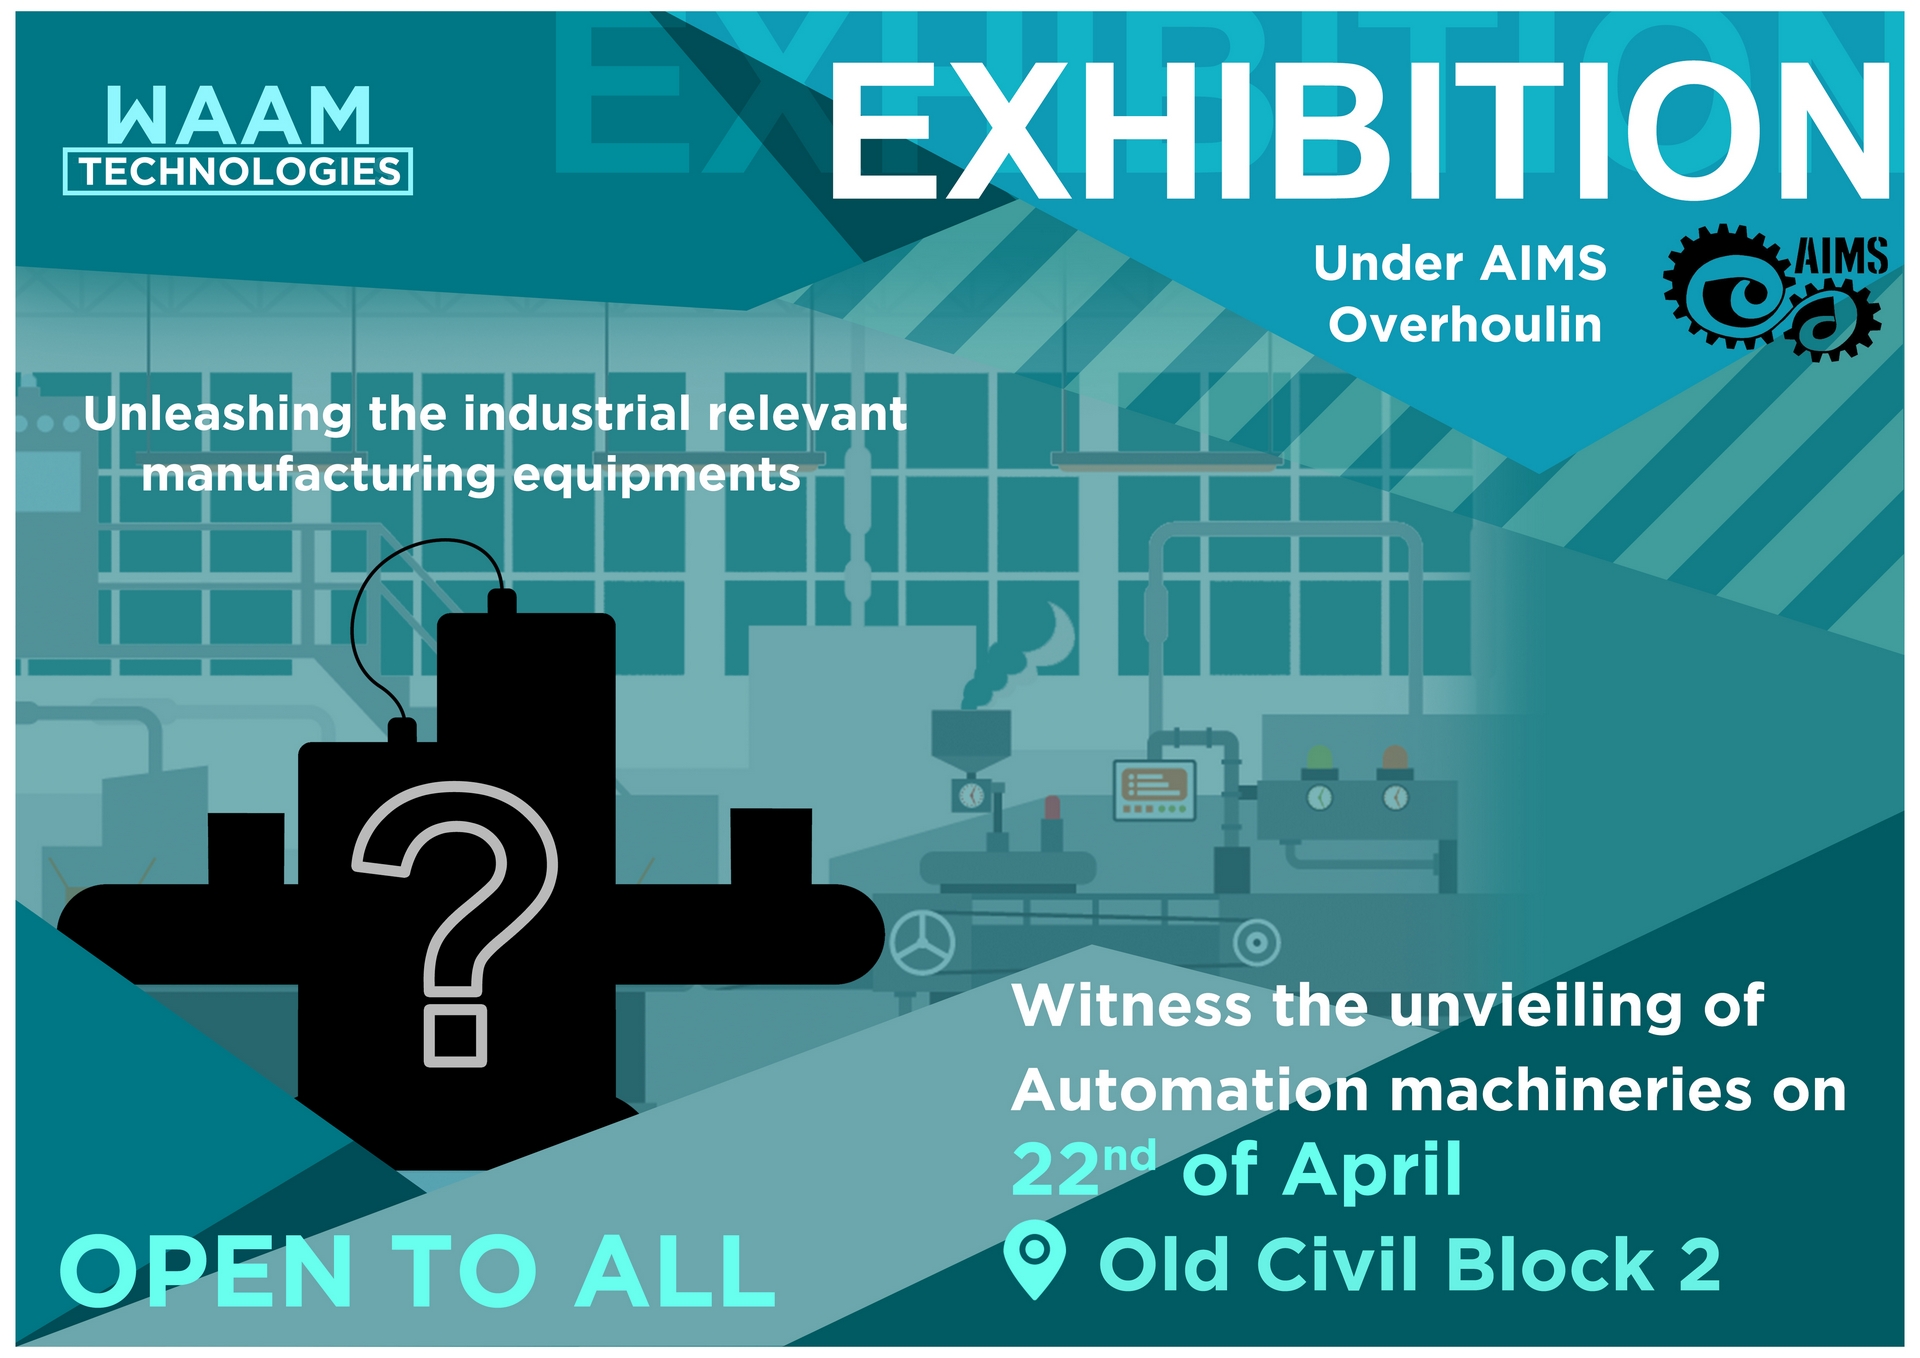 WAAM
TECHNOLOGIES
EXHIBITION
EXHIBITION
Under AIMS
Overhoulin
AIMS
Unleashing the industrial relevant
manufacturing equipments
?
Witness the unvieiling of
Automation machineries on
22nd of April
Old Civil Block 2
OPEN TO ALL